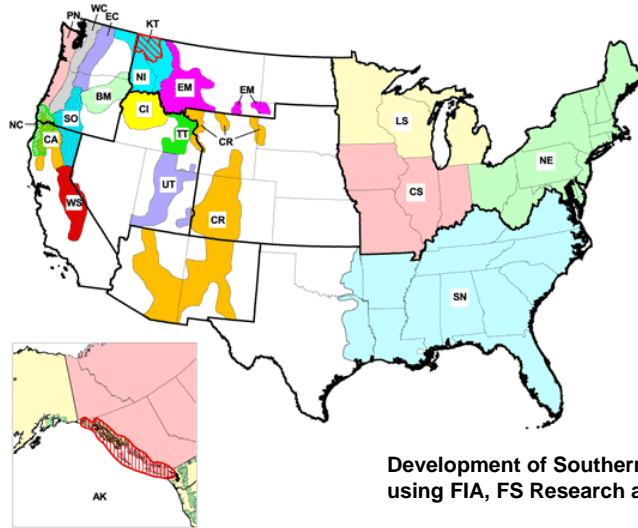 PN
WC
EC
KT
NI
EM
EM
BM
CI
NC
SO
CA
TT
CR
UT
WS
CR
LS
NE
CS
SN
AK
Development of Southern
using FIA, FS Research a